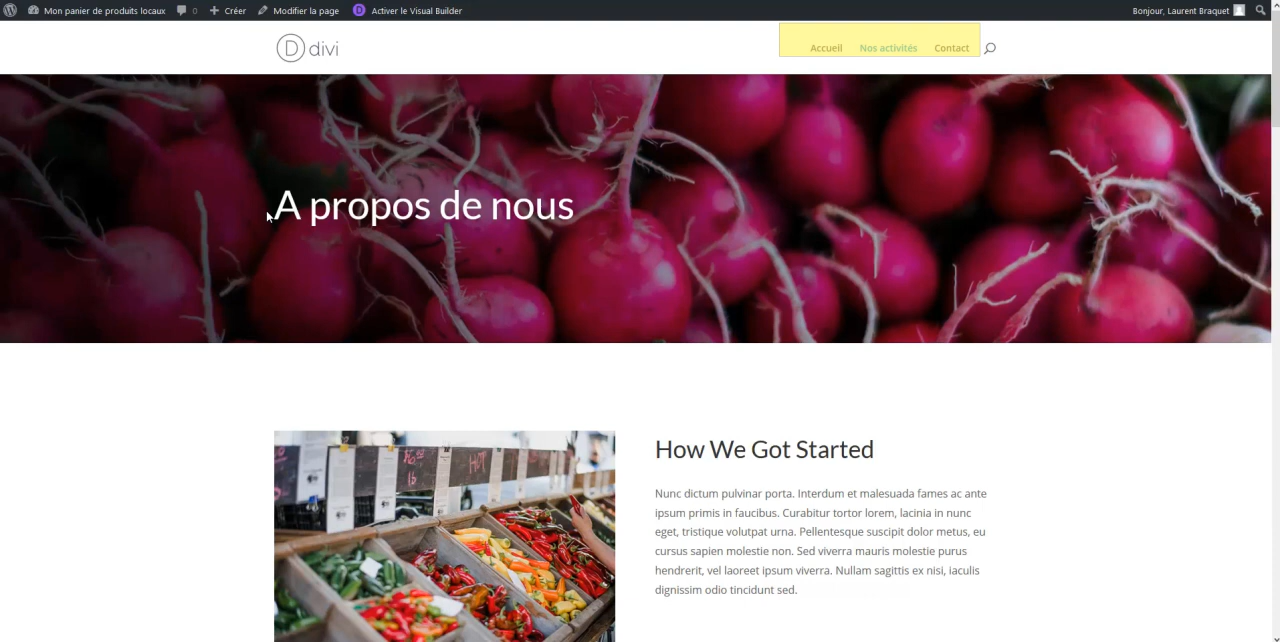 Mon panier de produits locaux 0 Créer Modifier la page D Activer le Visual Builder Bonjour, Laurent Braquet
D divi Accueil Nos activités Contact
A propos de nous
HOT
How We Got Started
Nunc dictum pulvinar porta. Interdum et malesuada fames ac ante
ipsum primis in faucibus. Curabitur tortor lorem, lacinia in nunc
eget, tristique volutpat urna. Pellentesque suscipit dolor metus, eu
cursus sapien molestie non. Sed viverra mauris molestie purus
hendrerit, vel laoreet ipsum viverra. Nullam sagittis ex nisi, iaculis
dignissim odio tincidunt sed.